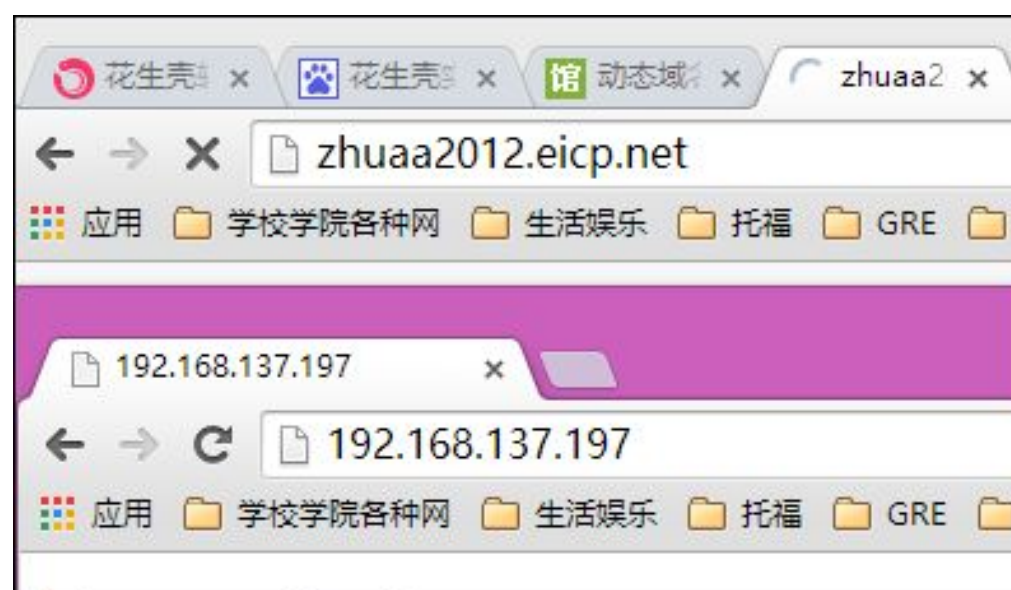 花生壳 花生壳 馆 动态域 zhuaa2
zhuaa2012.eicp.net
应用 学校学院各种网 生活娱乐 托福 GRE
192.168.137.197
192.168.137.197
应用 学校学院各种网 生活娱乐 托福 GRE